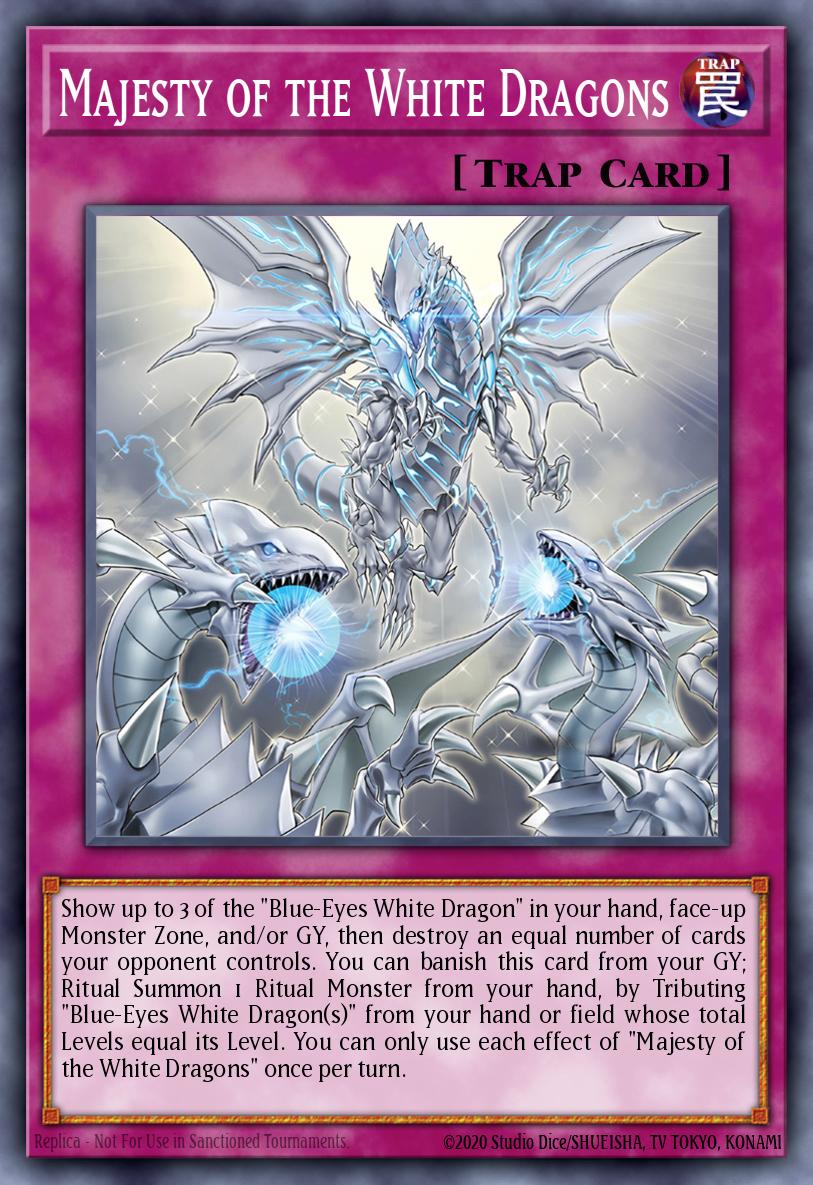 Majesty of the White Dragons
TRAP
罠
[Trap Card]
Show up to 3 of the "Blue-Eyes White Dragon" in your hand, face-up
Monster Zone, and/or GY, then destroy an equal number of cards
your opponent controls. You can banish this card from your GY;
Ritual Summon 1 Ritual Monster from your hand, by Tributing
"Blue-Eyes White Dragon(s)" from your hand or field whose total
Levels equal its Level. You can only use each effect of "Majesty of
the White Dragons" once per turn.
Replica - Not For Use in Sanctioned Tournaments.
©2020 Studio Dice/SHUEISHA, TV TOKYO, KONAMI